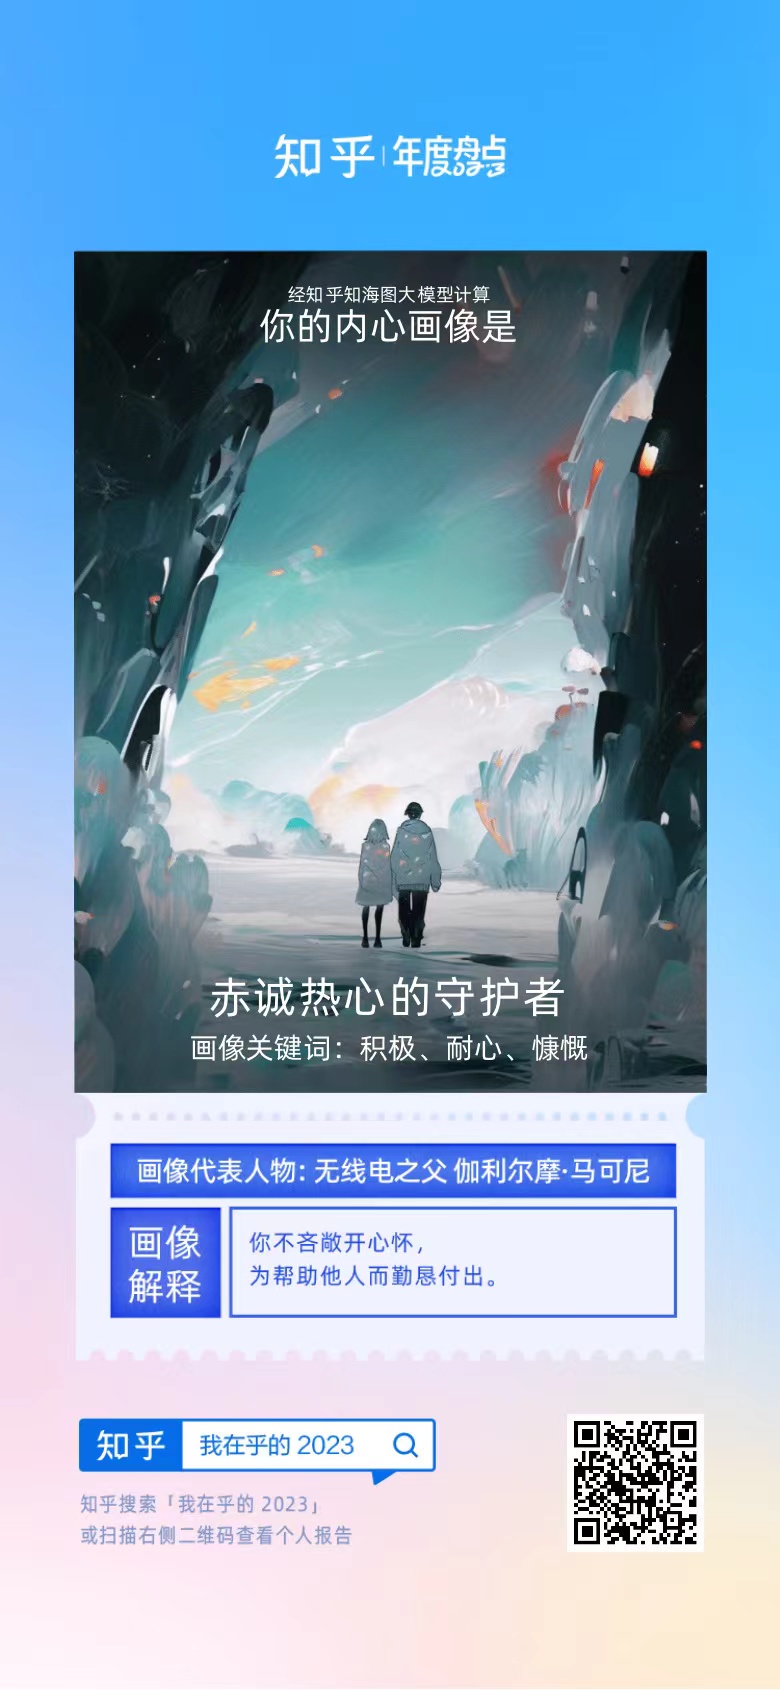 知乎 | 年度盘点
经知乎知海图大模型计算
你的内心画像是
赤诚热心的守护者
画像关键词：积极、耐心、慷慨
画像代表人物：无线电之父 伽利尔摩·马可尼
画像
解释
你不吝敞开心怀，
为帮助他人而勤恳付出。
知乎 我在乎的 2023
知乎搜索「我在乎的 2023」
或扫描右侧二维码查看个人报告